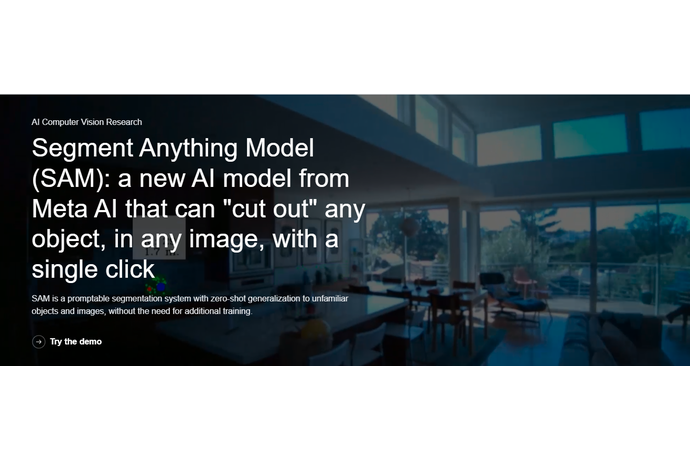 AI Computer Vision Research
Segment Anything Model
(SAM): a new AI model from
Meta AI that can "cut out" any
object, in any image, with a
single click
SAM is a promptable segmentation system with zero-shot generalization to unfamiliar
objects and images, without the need for additional training.
Try the demo